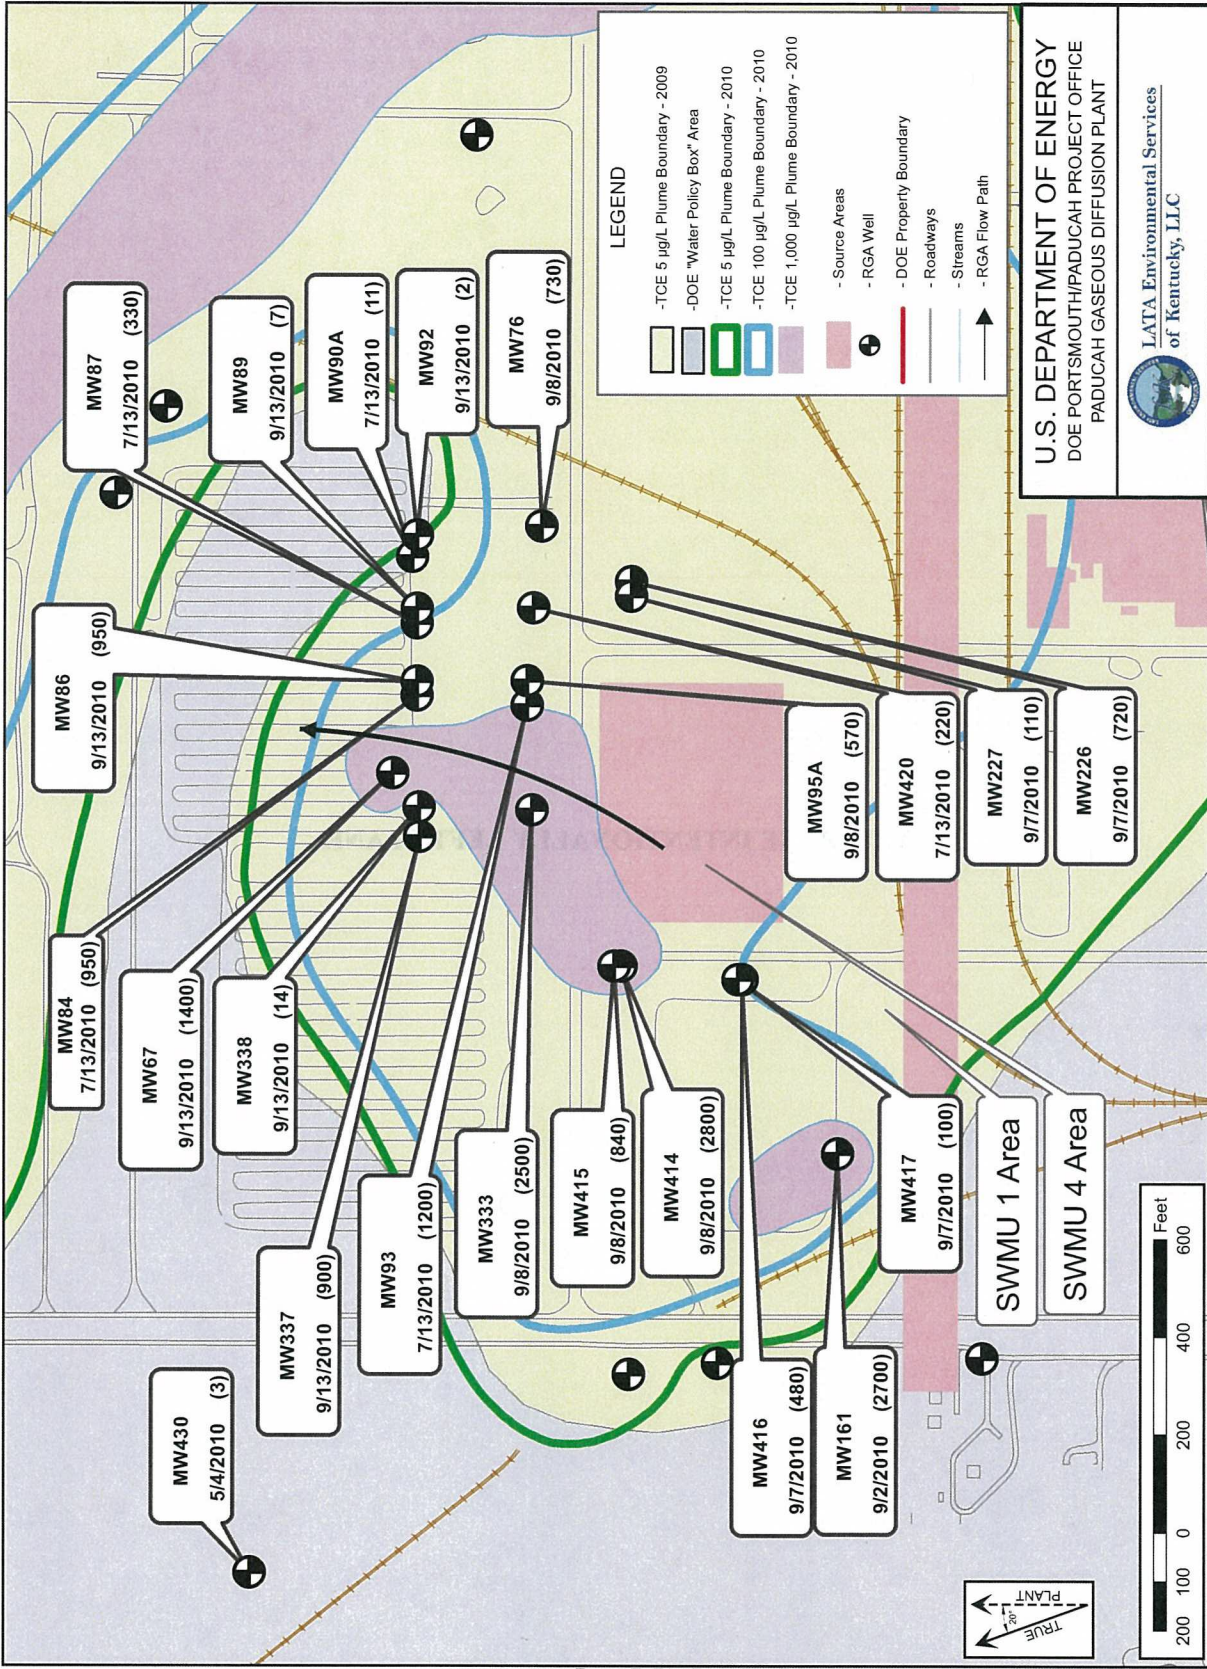 MW87
7/13/2010 (330)
MW89
9/13/2010 (7)
MW90A
7/13/2010 (11)
MW92
9/13/2010 (2)
MW76
9/8/2010 (730)
MW86
9/13/2010 (950)
MW84
7/13/2010 (950)
MW67
9/13/2010 (1400)
MW338
9/13/2010 (14)
MW337
9/13/2010 (900)
MW93
7/13/2010 (1200)
MW333
9/8/2010 (2500)
MW415
9/8/2010 (840)
MW414
9/8/2010 (2800)
MW430
5/4/2010 (3)
MW416
9/7/2010 (480)
MW161
9/2/2010 (2700)
MW417
9/7/2010 (100)
MW95A
9/8/2010 (570)
MW420
7/13/2010 (220)
MW227
9/7/2010 (110)
MW226
9/7/2010 (720)
SWMU 1 Area
SWMU 4 Area
LEGEND
-TCE 5 µg/L Plume Boundary - 2009
-DOE "Water Policy Box" Area
-TCE 5 µg/L Plume Boundary - 2010
-TCE 100 µg/L Plume Boundary - 2010
-TCE 1,000 µg/L Plume Boundary - 2010
- Source Areas
- RGA Well
- DOE Property Boundary
- Roadways
- Streams
- RGA Flow Path
U.S. DEPARTMENT OF ENERGY
DOE PORTSMOUTH/PADUCAH PROJECT OFFICE
PADUCAH GASEOUS DIFFUSION PLANT
LATA Environmental Services
of Kentucky, LLC
TRUE
20°
PLANT
200 100 0 200 400 600
Feet